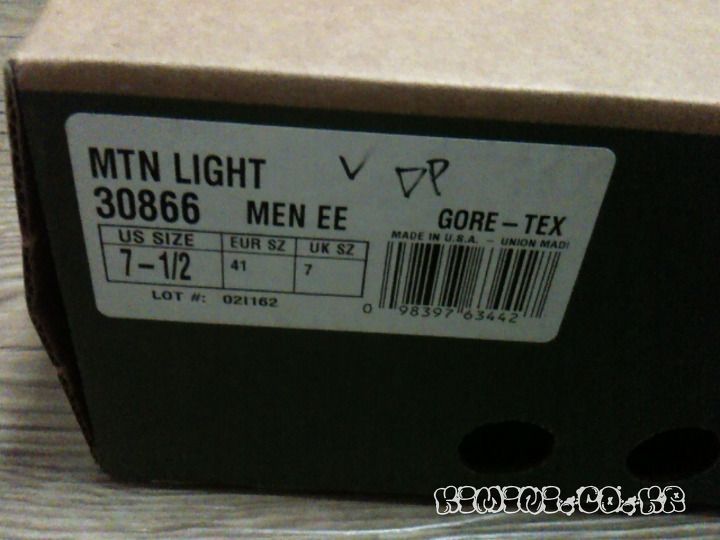 MTN LIGHT V DP
30866 MEN EE GORE-TEX
MADE IN U.S.A. - UNION MADE
US SIZE EUR SZ UK SZ
7-1/2 41 7
LOT #: 021162
0 98397 63442
KIMINI.CO.KR